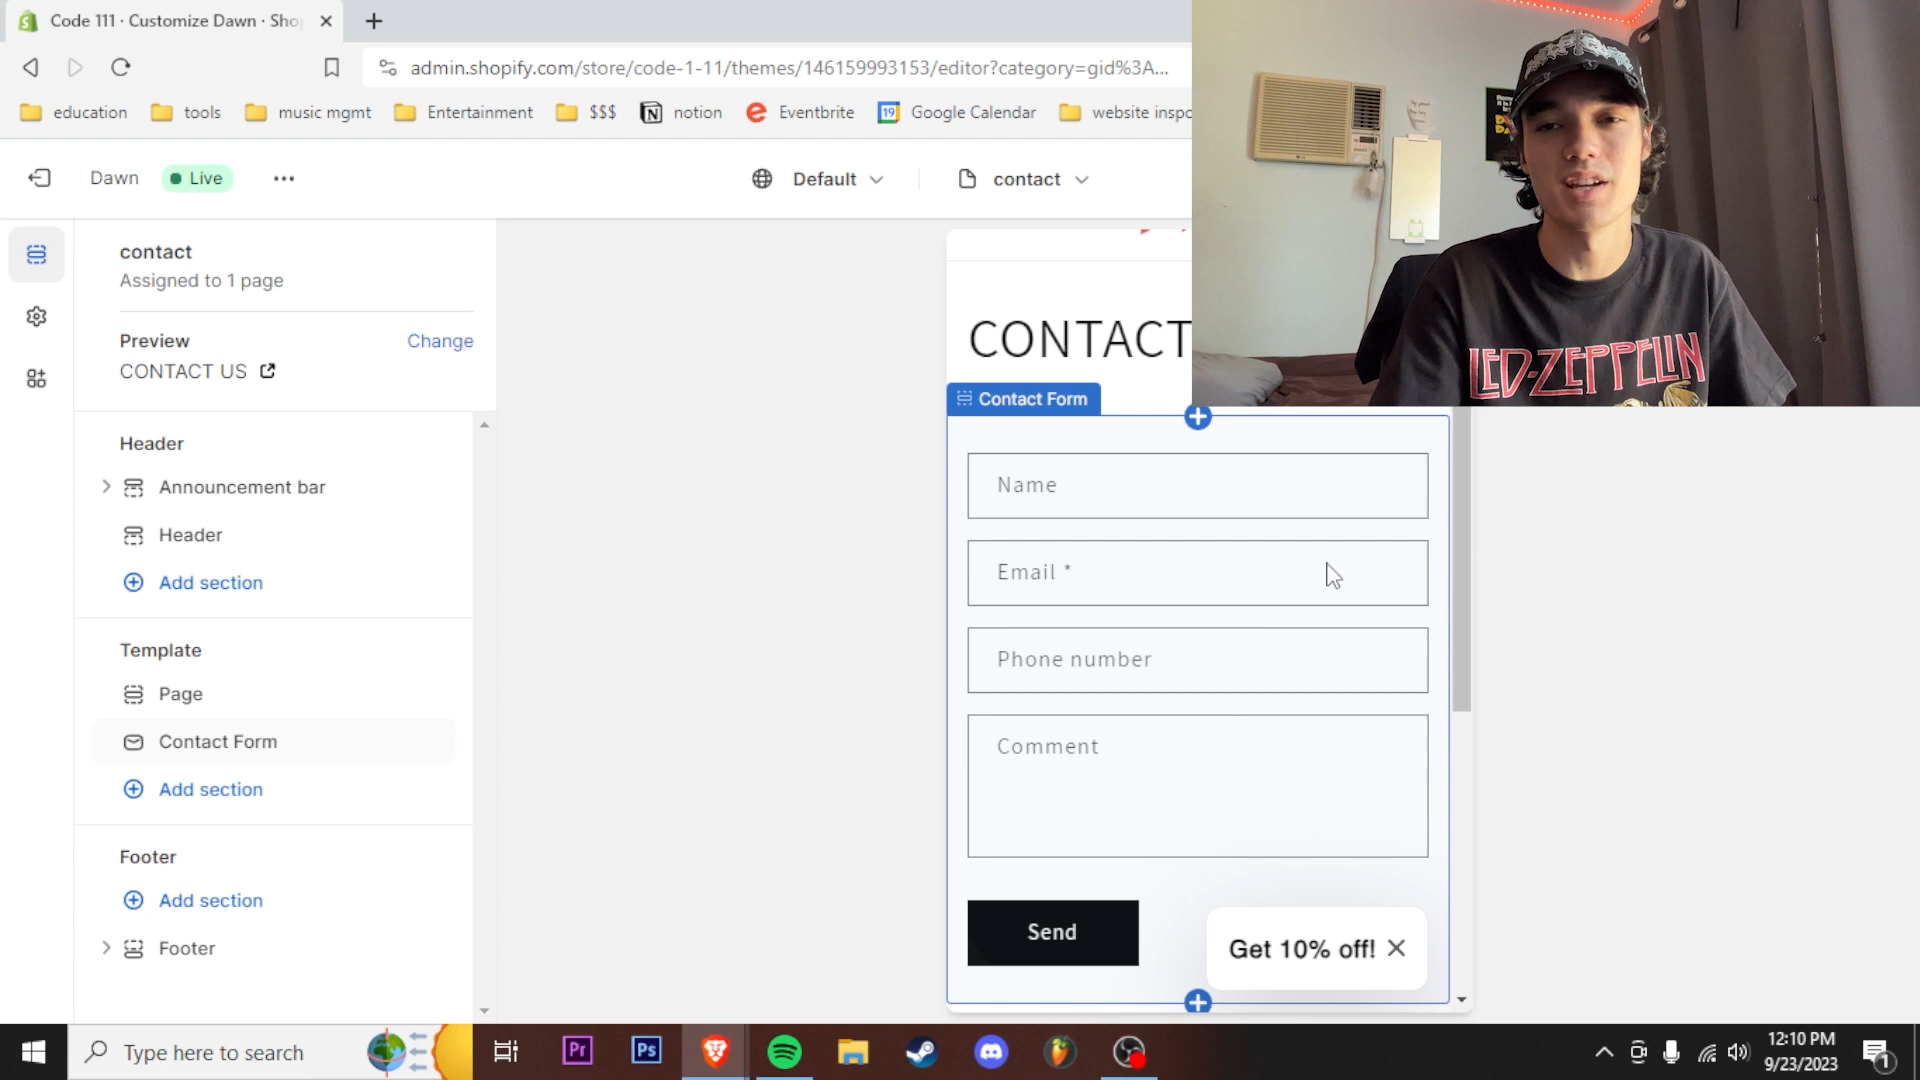 Code 111 · Customize Dawn · Sho
admin.shopify.com/store/code-1-11/themes/146159993153/editor?category=gid%3A...
education
tools
music mgmt
Entertainment
$$$
notion
Eventbrite
19
Google Calendar
website inspo
Dawn
Live
Default
contact
contact
Assigned to 1 page
Preview
Change
CONTACT US
Header
Announcement bar
Header
Add section
Template
Page
Contact Form
Add section
Footer
Add section
Footer
CONTACT
Contact Form
Name
Email *
Phone number
Comment
Send
Get 10% off!
LED-ZEPPELIN
Type here to search
Pr
Ps
12:10 PM
9/23/2023
1